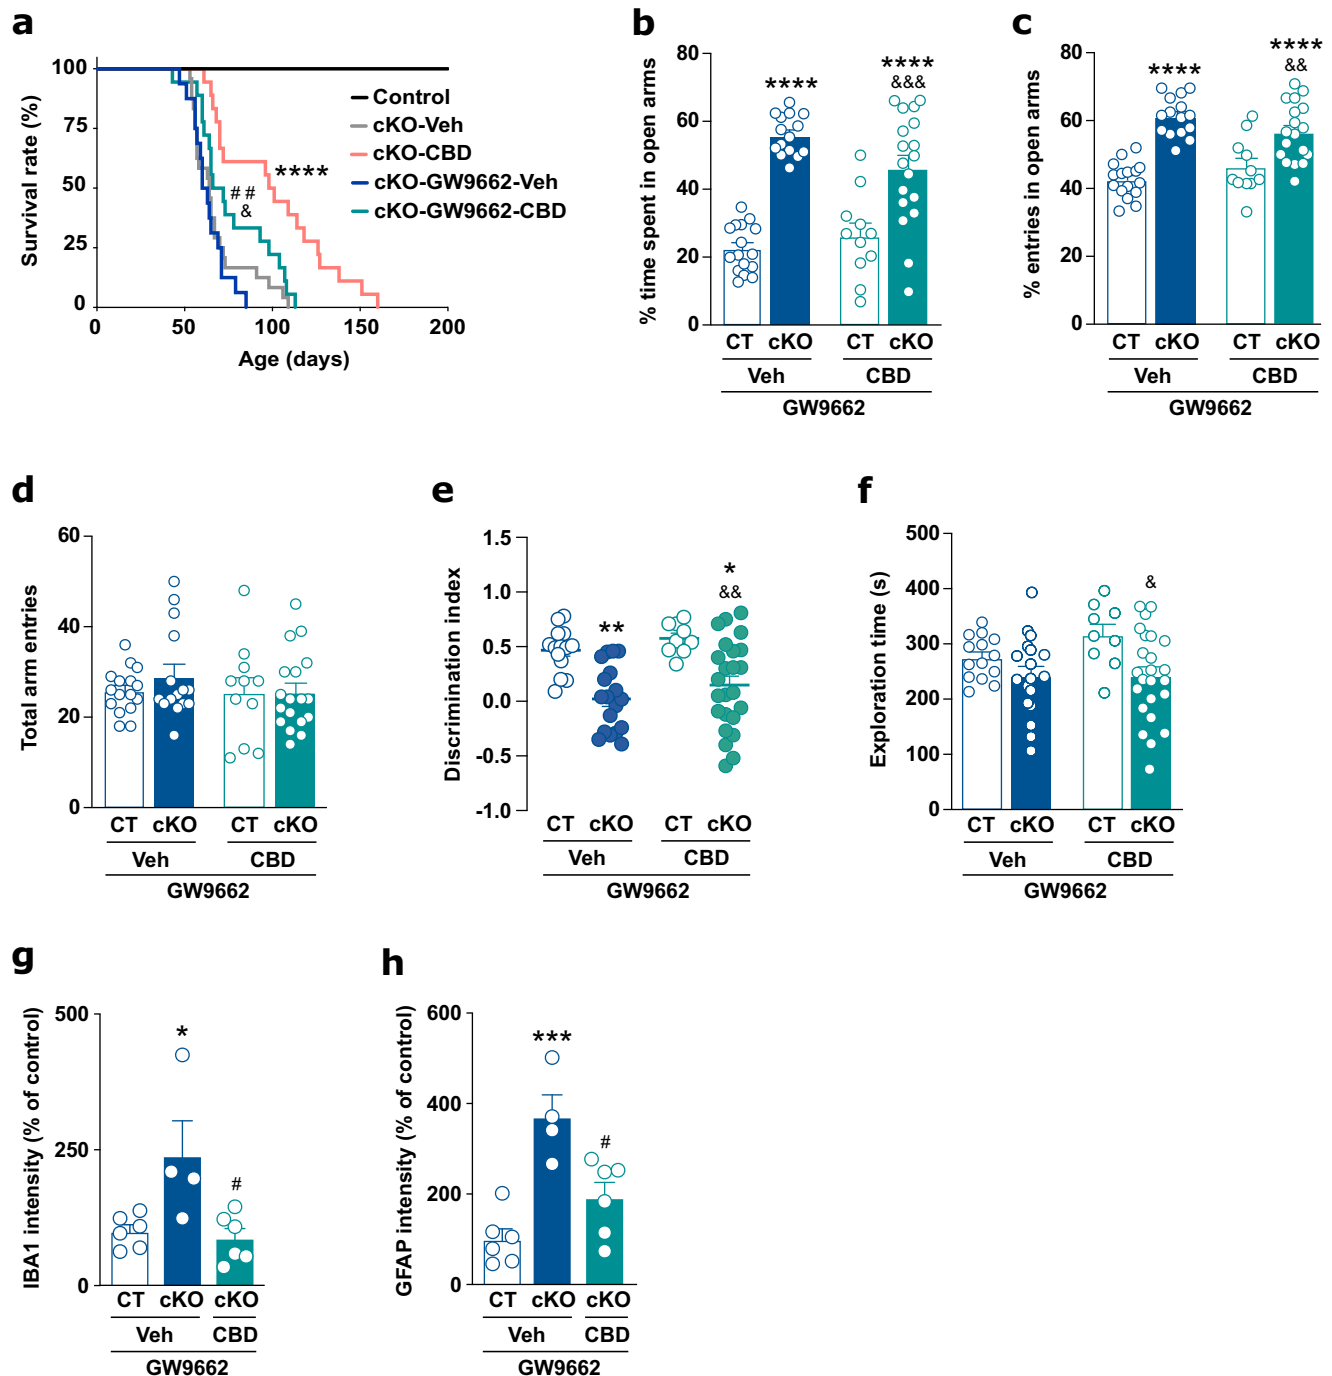 a
100
75
50
25
0
Survival rate (%)
0 50 100 150 200
Age (days)
Control
cKO-Veh
cKO-CBD
cKO-GW9662-Veh
cKO-GW9662-CBD
****
##
&
b
80
60
40
20
0
% time spent in open arms
****
****
&&&
CT cKO CT cKO
Veh CBD
GW9662
c
80
60
40
20
0
% entries in open arms
****
****
&&
CT cKO CT cKO
Veh CBD
GW9662
d
60
40
20
0
Total arm entries
CT cKO CT cKO
Veh CBD
GW9662
e
1.5
1.0
0.5
0.0
-0.5
-1.0
Discrimination index
**
*
&&
CT cKO CT cKO
Veh CBD
GW9662
f
500
400
300
200
100
0
Exploration time (s)
&
CT cKO CT cKO
Veh CBD
GW9662
g
500
250
0
IBA1 intensity (% of control)
*
#
CT cKO cKO
Veh CBD
GW9662
h
600
400
200
0
GFAP intensity (% of control)
***
#
CT cKO cKO
Veh CBD
GW9662